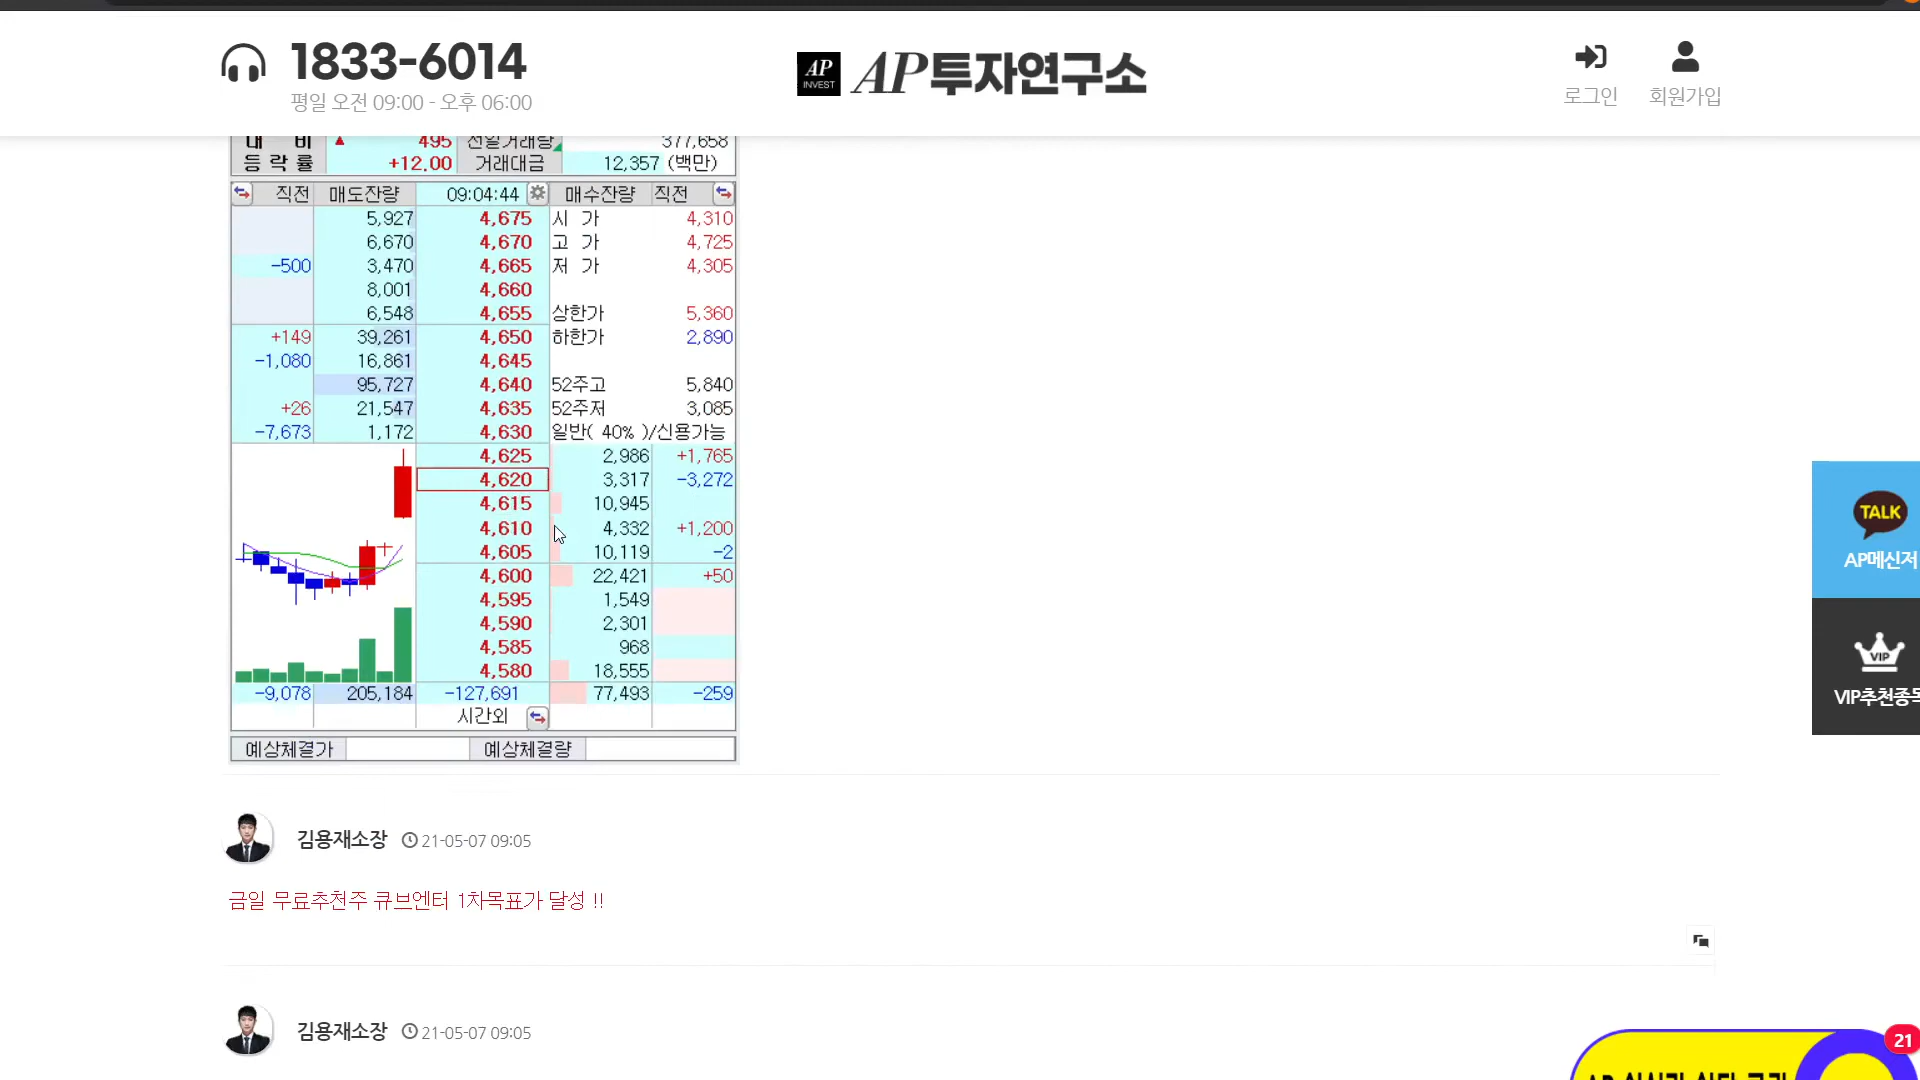 1833-6014
평일 오전 09:00 - 오후 06:00
AP
INVEST
AP투자연구소
로그인
회원가입
대 비 ▲ 495 전일거래량 377,658
등 락 률 +12.00 거래대금 12,357 (백만)
직전 매도잔량 09:04:44 매수잔량 직전
5,927 4,675 시 가 4,310
6,670 4,670 고 가 4,725
-500 3,470 4,665 저 가 4,305
8,001 4,660
6,548 4,655 상한가 5,360
+149 39,261 4,650 하한가 2,890
-1,080 16,861 4,645
95,727 4,640 52주고 5,840
+26 21,547 4,635 52주저 3,085
-7,673 1,172 4,630 일반( 40% )/신용가능
4,625 2,986 +1,765
4,620 3,317 -3,272
4,615 10,945
4,610 4,332 +1,200
4,605 10,119 -2
4,600 22,421 +50
4,595 1,549
4,590 2,301
4,585 968
4,580 18,555
-9,078 205,184 -127,691 77,493 -259
시간외
예상체결가 예상체결량
TALK
AP메신저
VIP
VIP추천종목
김용재소장 21-05-07 09:05
금일 무료추천주 큐브엔터 1차목표가 달성 !!
김용재소장 21-05-07 09:05
21